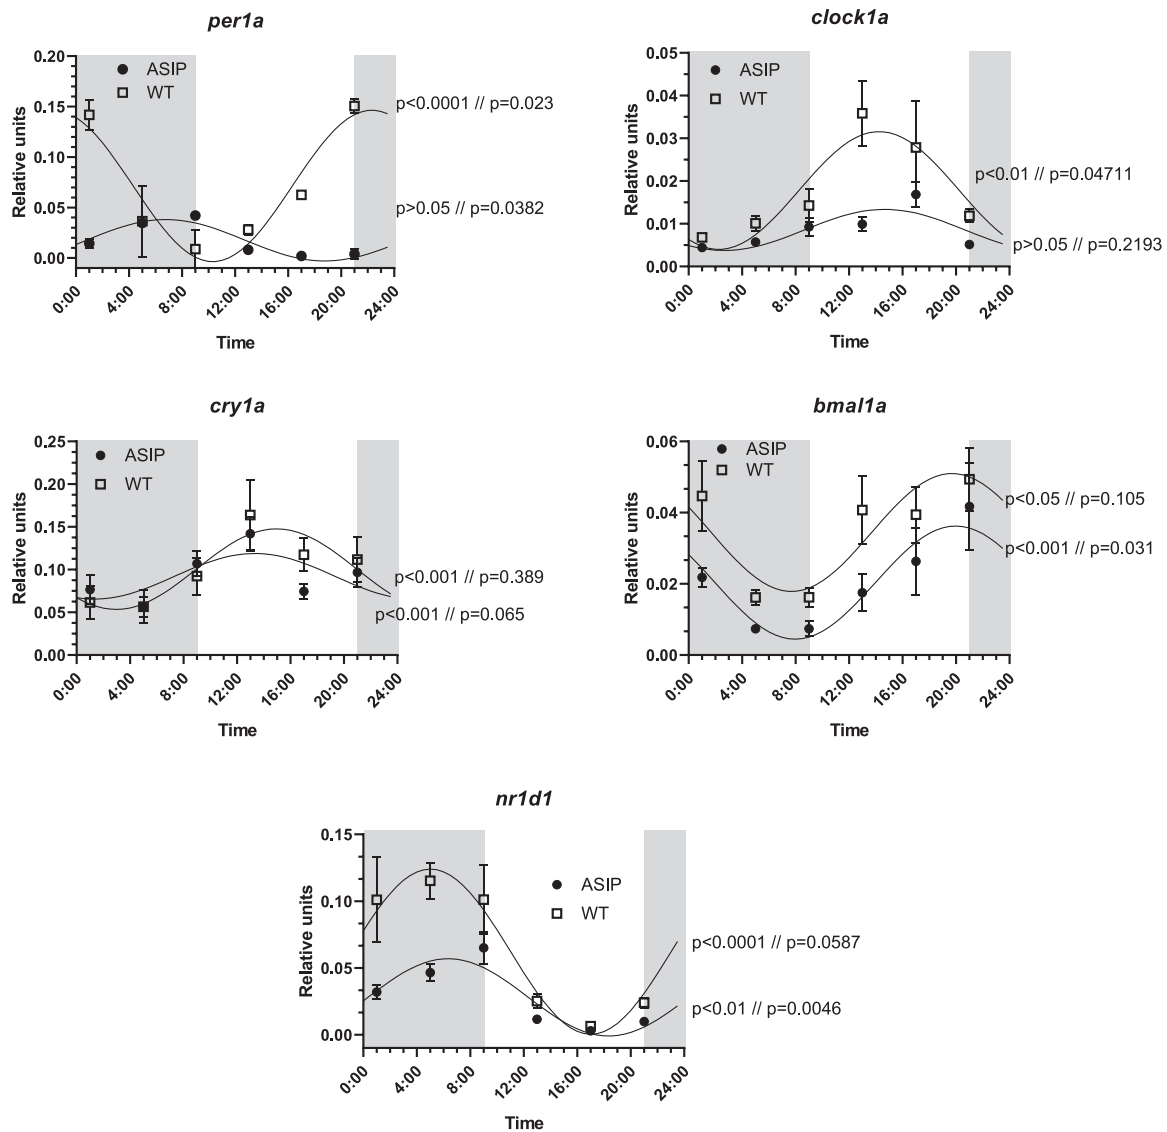 per1a
0.20
0.15
0.10
0.05
0.00
Relative units
ASIP
WT
p<0.0001 // p=0.023
p>0.05 // p=0.0382
0:00
4:00
8:00
12:00
16:00
20:00
24:00
Time
clock1a
0.05
0.04
0.03
0.02
0.01
0.00
Relative units
ASIP
WT
p<0.01 // p=0.04711
p>0.05 // p=0.2193
0:00
4:00
8:00
12:00
16:00
20:00
24:00
Time
cry1a
0.25
0.20
0.15
0.10
0.05
0.00
Relative units
ASIP
WT
p<0.001 // p=0.389
p<0.001 // p=0.065
0:00
4:00
8:00
12:00
16:00
20:00
24:00
Time
bmal1a
0.06
0.04
0.02
0.00
Relative units
ASIP
WT
p<0.05 // p=0.105
p<0.001 // p=0.031
0:00
4:00
8:00
12:00
16:00
20:00
24:00
Time
nr1d1
0.15
0.10
0.05
0.00
Relative units
ASIP
WT
p<0.0001 // p=0.0587
p<0.01 // p=0.0046
0:00
4:00
8:00
12:00
16:00
20:00
24:00
Time